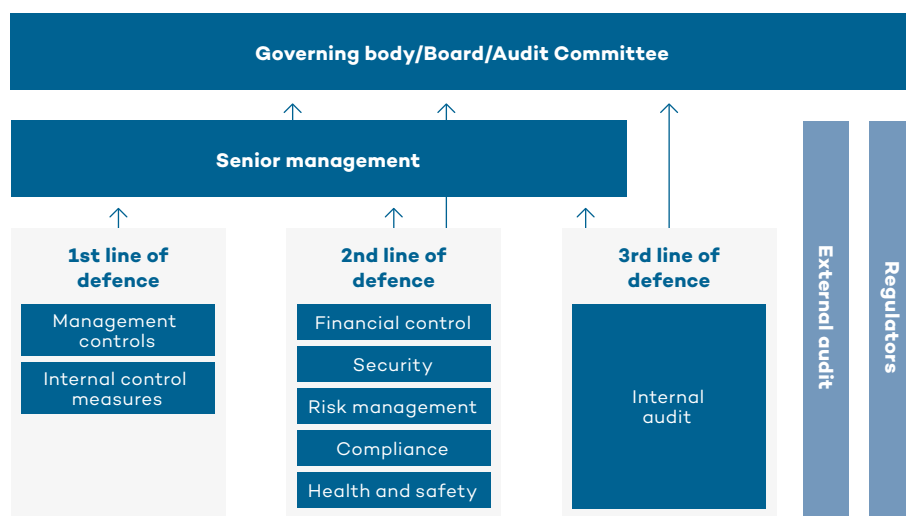 Governing body/Board/Audit Committee
Senior management
1st line of
defence
Management
controls
Internal control
measures
2nd line of
defence
Financial control
Security
Risk management
Compliance
Health and safety
3rd line of
defence
Internal
audit
External audit
Regulators